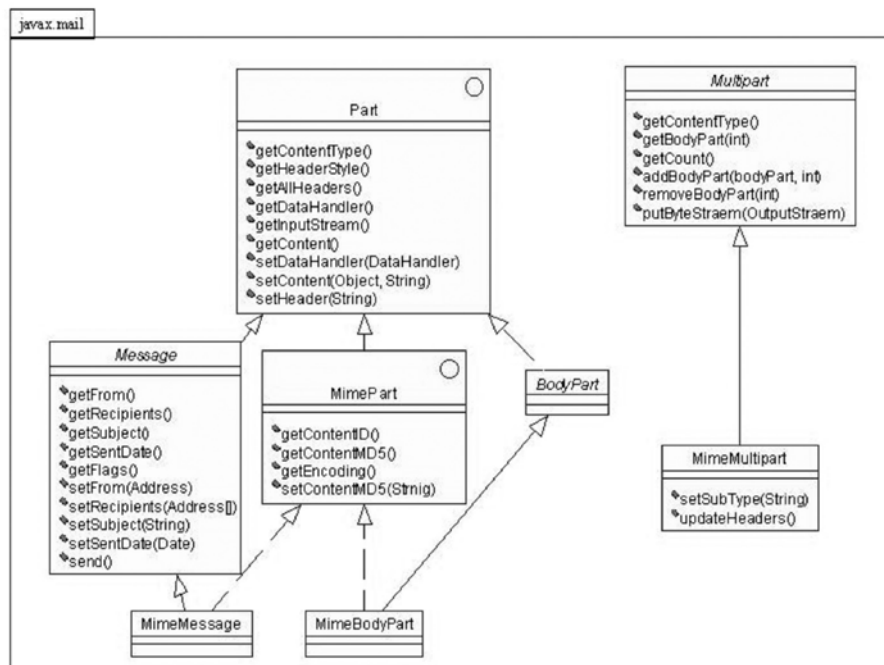 javax.mail
Part
getContentType()
getHeaderStyle()
getAllHeaders()
getDataHandler()
getInputStream()
getContent()
setDataHandler(DataHandler)
setContent(Object, String)
setHeader(String)
Multipart
getContentType()
getBodyPart(int)
getCount()
addBodyPart(bodyPart, int)
removeBodyPart(int)
putByteStraem(OutputStraem)
Message
getFrom()
getRecipients()
getSubject()
getSentDate()
getFlags()
setFrom(Address)
setRecipients(Address[])
setSubject(String)
setSentDate(Date)
send()
MimePart
getContentID()
getContentMD5()
getEncoding()
setContentMD5(Strnig)
BodyPart
MimeMultipart
setSubType(String)
updateHeaders()
MimeMessage
MimeBodyPart